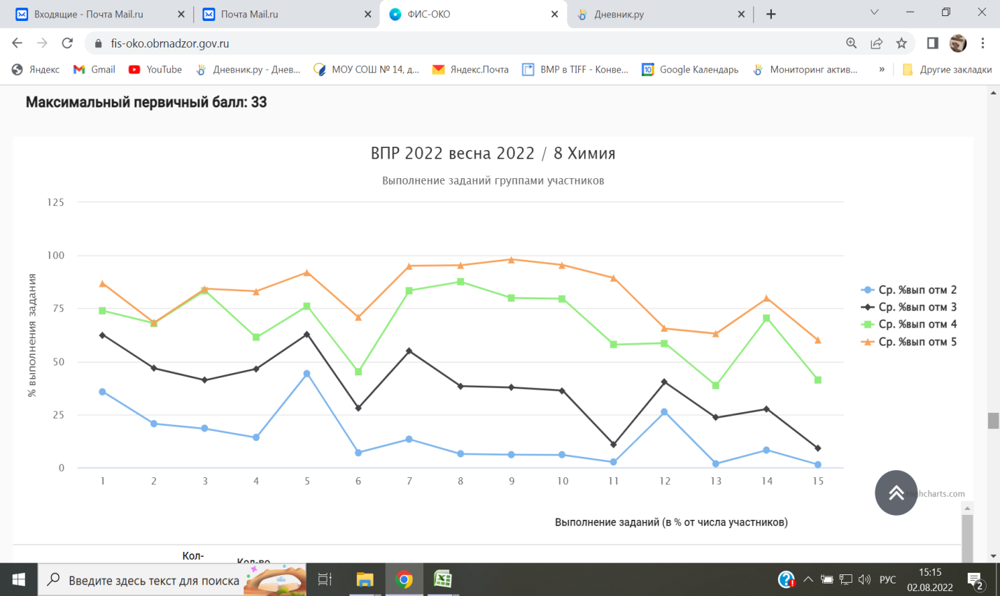 Входящие - Почта Mail.ru
Почта Mail.ru
ФИС-ОКО
Дневник.ру
fis-oko.obrnadzor.gov.ru
Яндекс
Gmail
YouTube
Дневник.ру - Днев...
МОУ СОШ № 14, д...
Яндекс.Почта
BMP в TIFF - Конве...
10
Google Календарь
Мониторинг актив...
»
Другие закладки
Максимальный первичный балл: 33
ВПР 2022 весна 2022 / 8 Химия
Выполнение заданий группами участников
% выполнения задания
125
100
75
50
25
0
1 2 3 4 5 6 7 8 9 10 11 12 13 14 15
Ср. %вып отм 2
Ср. %вып отм 3
Ср. %вып отм 4
Ср. %вып отм 5
Highcharts.com
Выполнение заданий (в % от числа участников)
Кол-
Кол-во
Введите здесь текст для поиска
РУС
15:15
02.08.2022
2